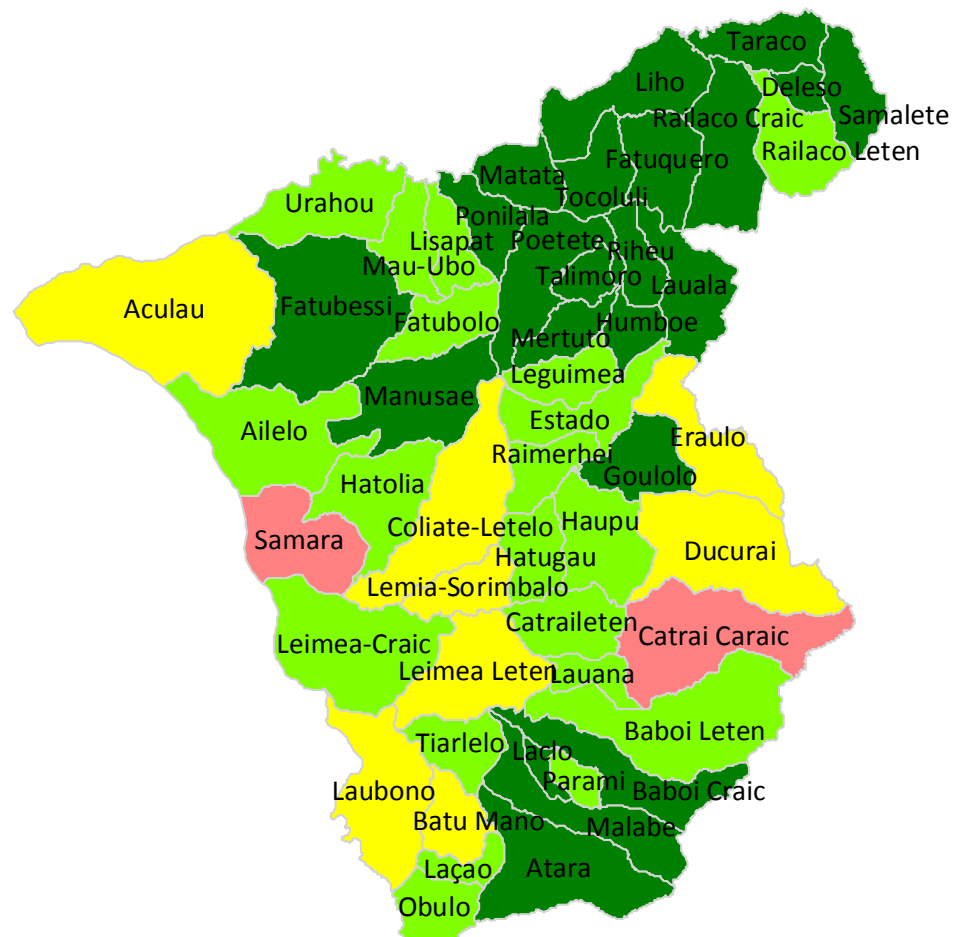 Taraco
Liho
Deleso
Samalete
Railaco Craic
Railaco Leten
Fatuquero
Matata
Tocoluli
Urahou
Ponilala
Lisapat
Poetete
Riheu
Mau-Ubo
Talimoro
Lauala
Aculau
Fatubessi
Fatubolo
Humboe
Mertuto
Leguimea
Manusae
Estado
Ailelo
Eraulo
Raimerhei
Goulolo
Hatolia
Coliate-Letelo
Haupu
Samara
Ducurai
Hatugau
Lemia-Sorimbalo
Catraileten
Catrai Caraic
Leimea-Craic
Leimea Leten
Lauana
Baboi Leten
Tiarlelo
Laclo
Parami
Laubono
Baboi Craic
Batu Mano
Malabe
Laçao
Atara
Obulo